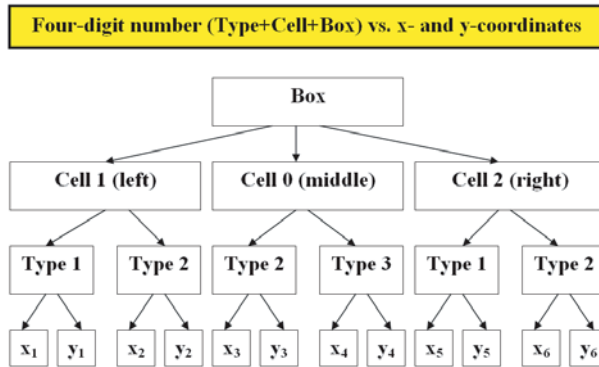 Four-digit number (Type+Cell+Box) vs. x- and y-coordinates
Box
Cell 1 (left) Cell 0 (middle) Cell 2 (right)
Type 1 Type 2 Type 2 Type 3 Type 1 Type 2
x₁ y₁ x₂ y₂ x₃ y₃ x₄ y₄ x₅ y₅ x₆ y₆